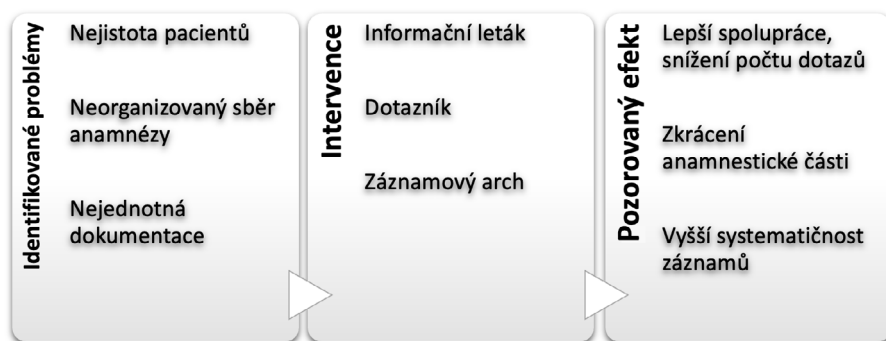 Identifikované problémy
Nejistota pacientů
Neorganizovaný sběr
anamnézy
Nejednotná
dokumentace
Intervence
Informační leták
Dotazník
Záznamový arch
Pozorovaný efekt
Lepší spolupráce,
snížení počtu dotazů
Zkrácení
anamnestické části
Vyšší systematičnost
záznamů